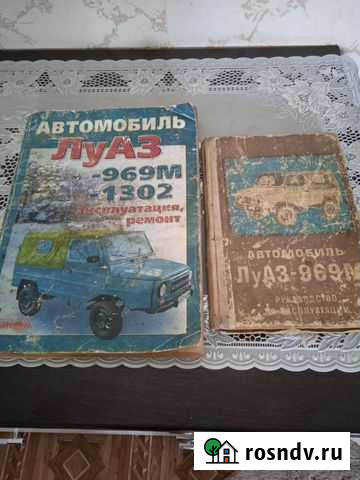 АВТОМОБИЛЬ
ЛуАЗ
-969М
1302
эксплуатация,
ремонт
АВТОМОБИЛЬ
ЛуАЗ-969М
РУКОВОДСТВО
ПО ЭКСПЛУАТАЦИИ
rosndv.ru